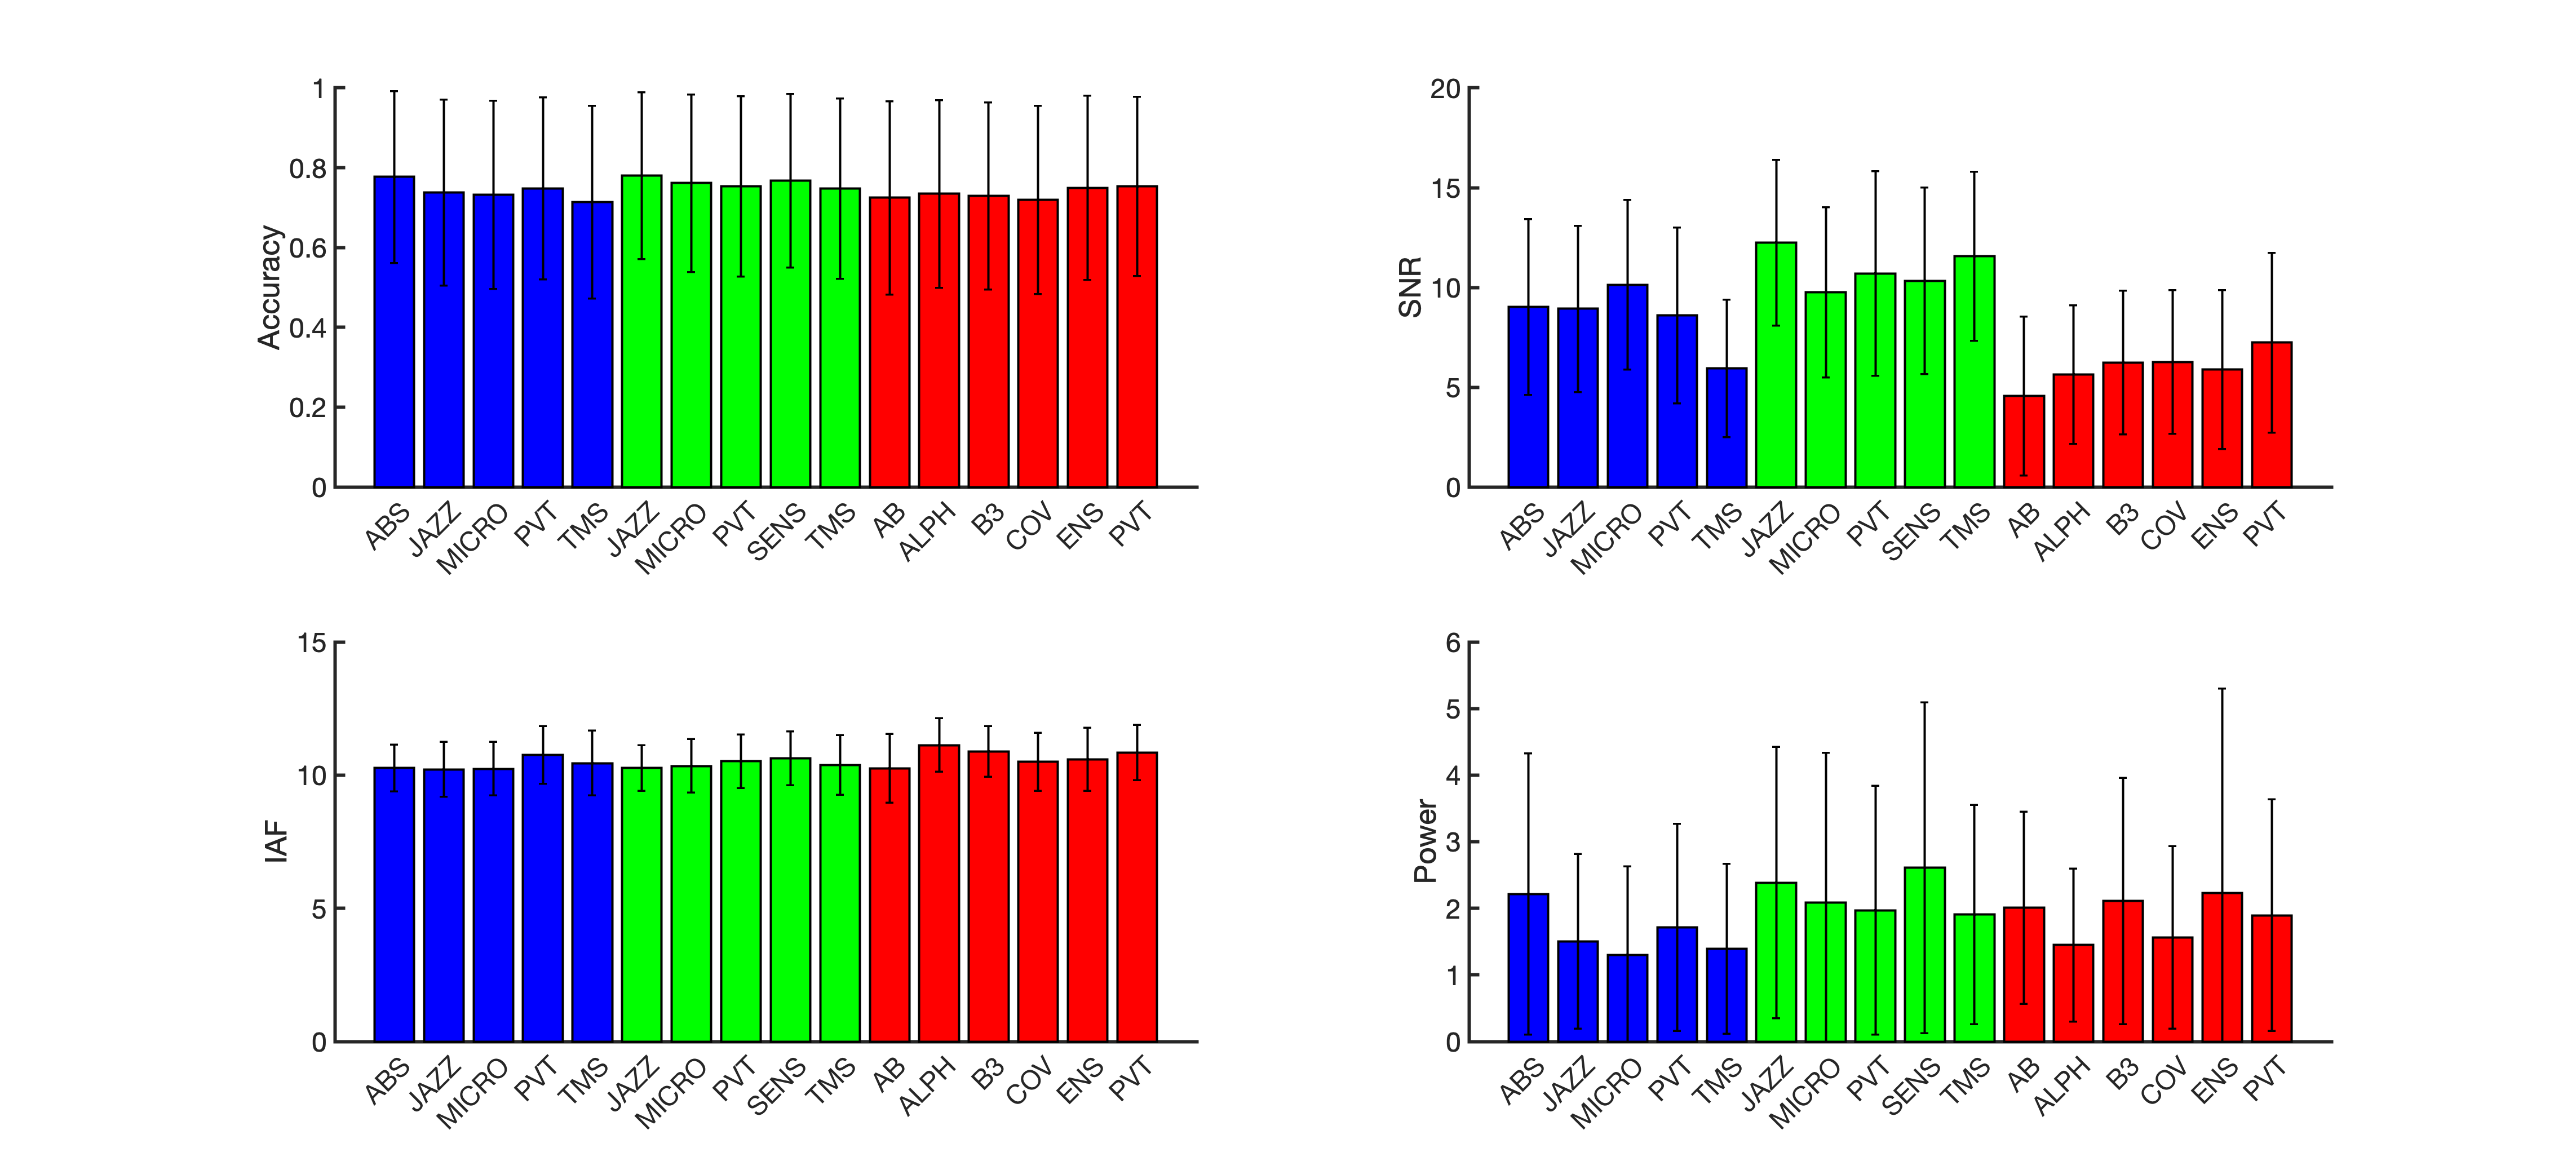 1
0.8
0.6
0.4
0.2
0
Accuracy
ABS JAZZ MICRO PVT TMS JAZZ MICRO PVT SENS TMS AB ALPH B3 COV ENS PVT
20
15
10
5
0
SNR
ABS JAZZ MICRO PVT TMS JAZZ MICRO PVT SENS TMS AB ALPH B3 COV ENS PVT
15
10
5
0
IAF
ABS JAZZ MICRO PVT TMS JAZZ MICRO PVT SENS TMS AB ALPH B3 COV ENS PVT
6
5
4
3
2
1
0
Power
ABS JAZZ MICRO PVT TMS JAZZ MICRO PVT SENS TMS AB ALPH B3 COV ENS PVT